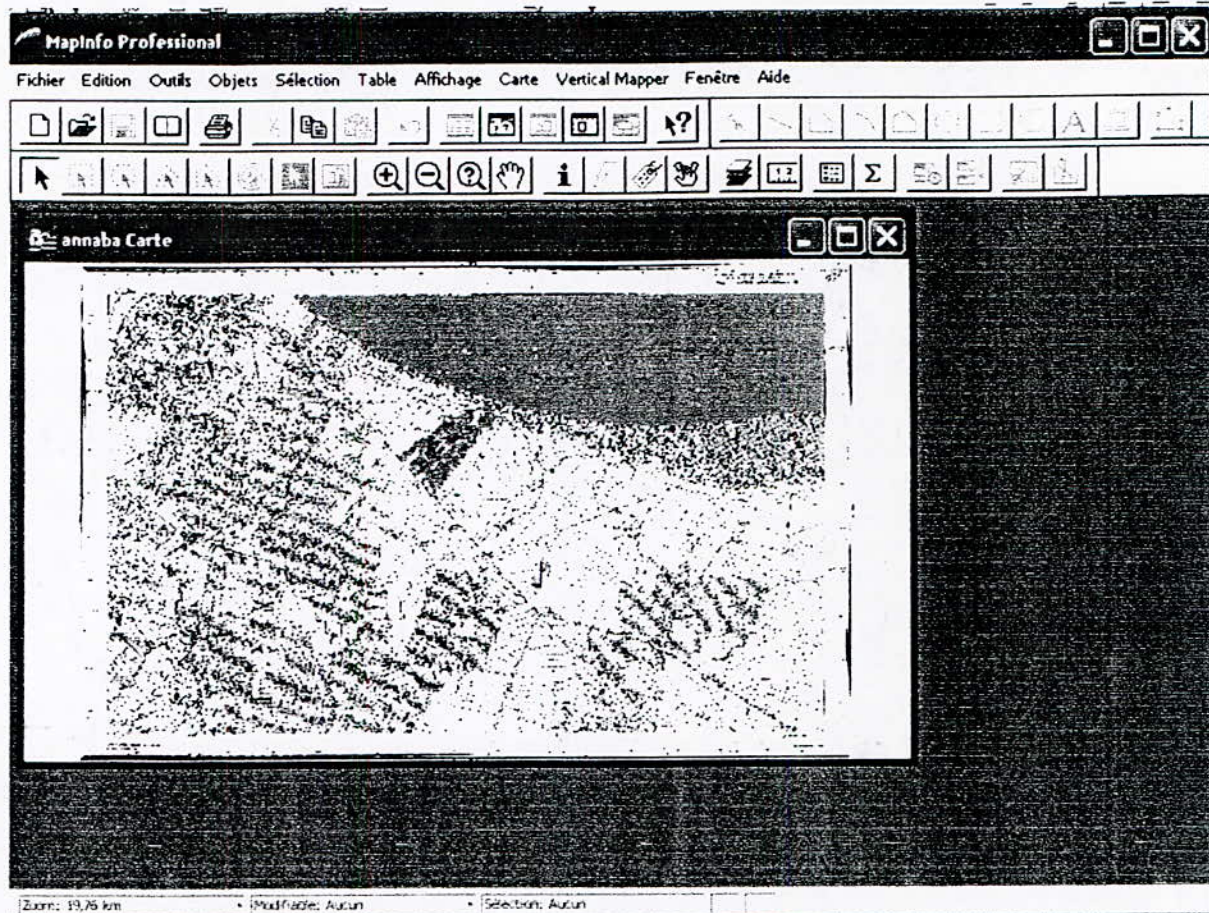 MapInfo Professional
Fichier Edition Outils Objets Sélection Table Affichage Carte Vertical Mapper Fenêtre Aide
annaba Carte
Zoom: 19,76 km Modifiable: Aucun Sélection: Aucun